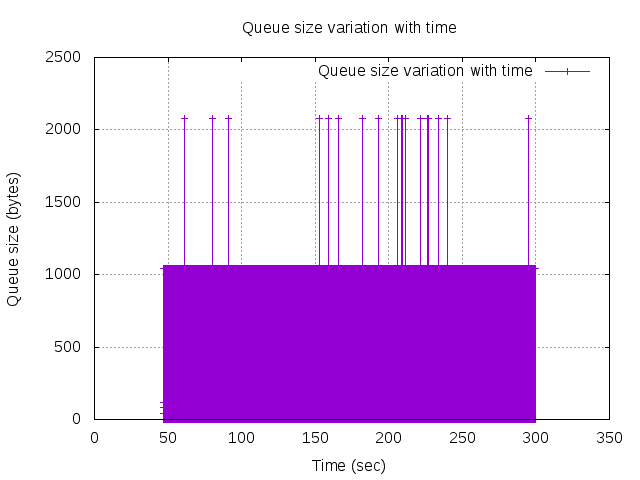 Queue size variation with time
2500
Queue size variation with time
2000
1500
1000
500
0
Queue size (bytes)
0 50 100 150 200 250 300 350
Time (sec)